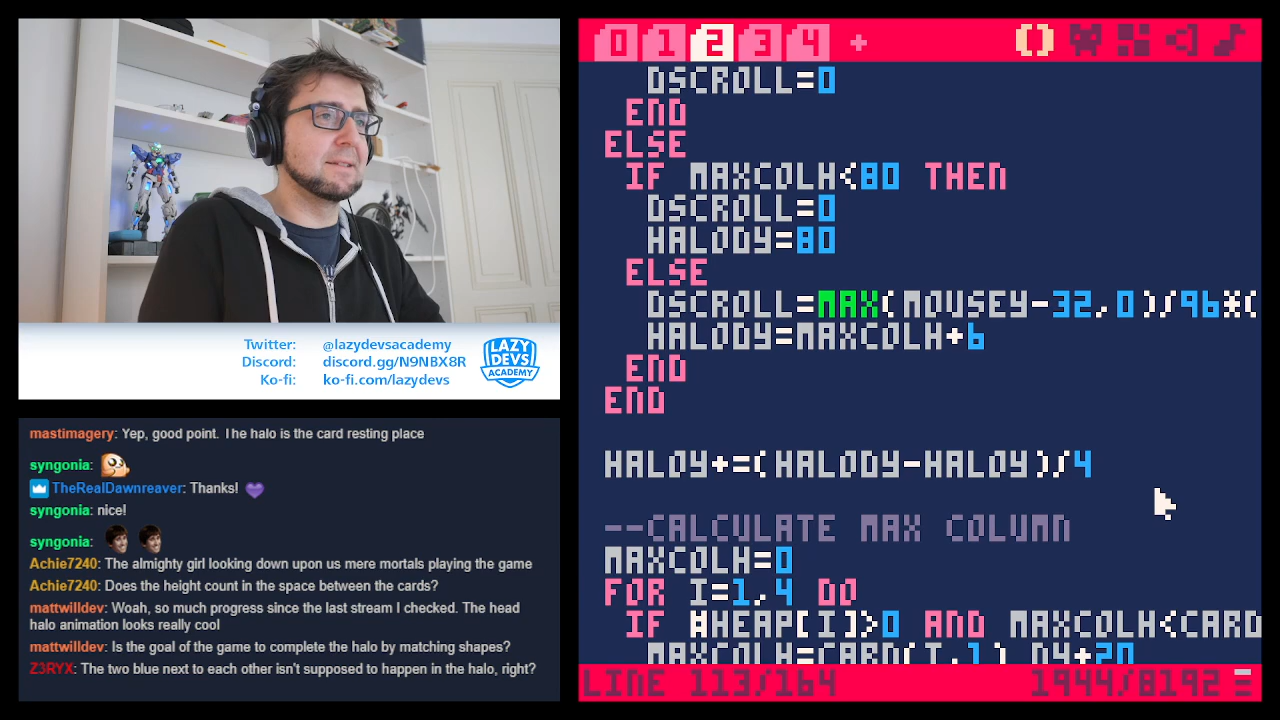 Twitter: @lazydevsacademy
Discord: discord.gg/N9NBX8R
Ko-fi: ko-fi.com/lazydevs
LAZY
DEVS
ACADEMY
mastimagery: Yep, good point. The halo is the card resting place
syngonia:
TheRealDawnreaver: Thanks!
syngonia: nice!
syngonia:
Achie7240: The almighty girl looking down upon us mere mortals playing the game
Achie7240: Does the height count in the space between the cards?
mattwilldev: Woah, so much progress since the last stream I checked. The head
halo animation looks really cool
mattwilldev: Is the goal of the game to complete the halo by matching shapes?
Z3RYX: The two blue next to each other isn't supposed to happen in the halo, right?
0 1 2 3 4 +
DSCROLL=0
END
ELSE
IF MAXCOLH<80 THEN
DSCROLL=0
HALODY=80
ELSE
DSCROLL=MAX(MOUSEY-32,0)/96*(
HALODY=MAXCOLH+6
END
END
HALOY+=(HALODY-HALOY)/4
--CALCULATE MAX COLUMN
MAXCOLH=0
FOR I=1,4 DO
IF #HEAP[I]>0 AND MAXCOLH<CARD
MAXCOLH=CARD(I,1).DY+20
LINE 113/164
1944/8192